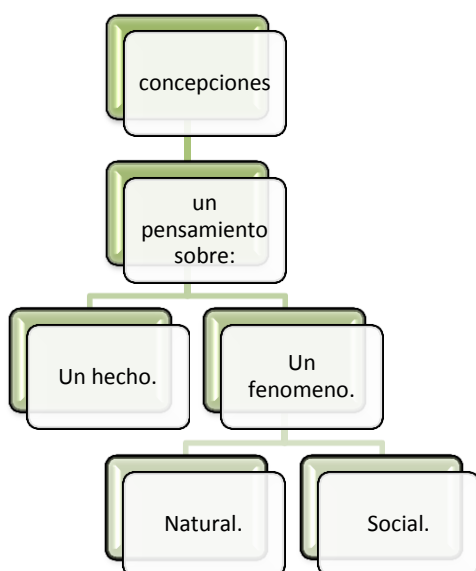 concepciones
un
pensamiento
sobre:
Un hecho.
Un
fenomeno.
Natural.
Social.